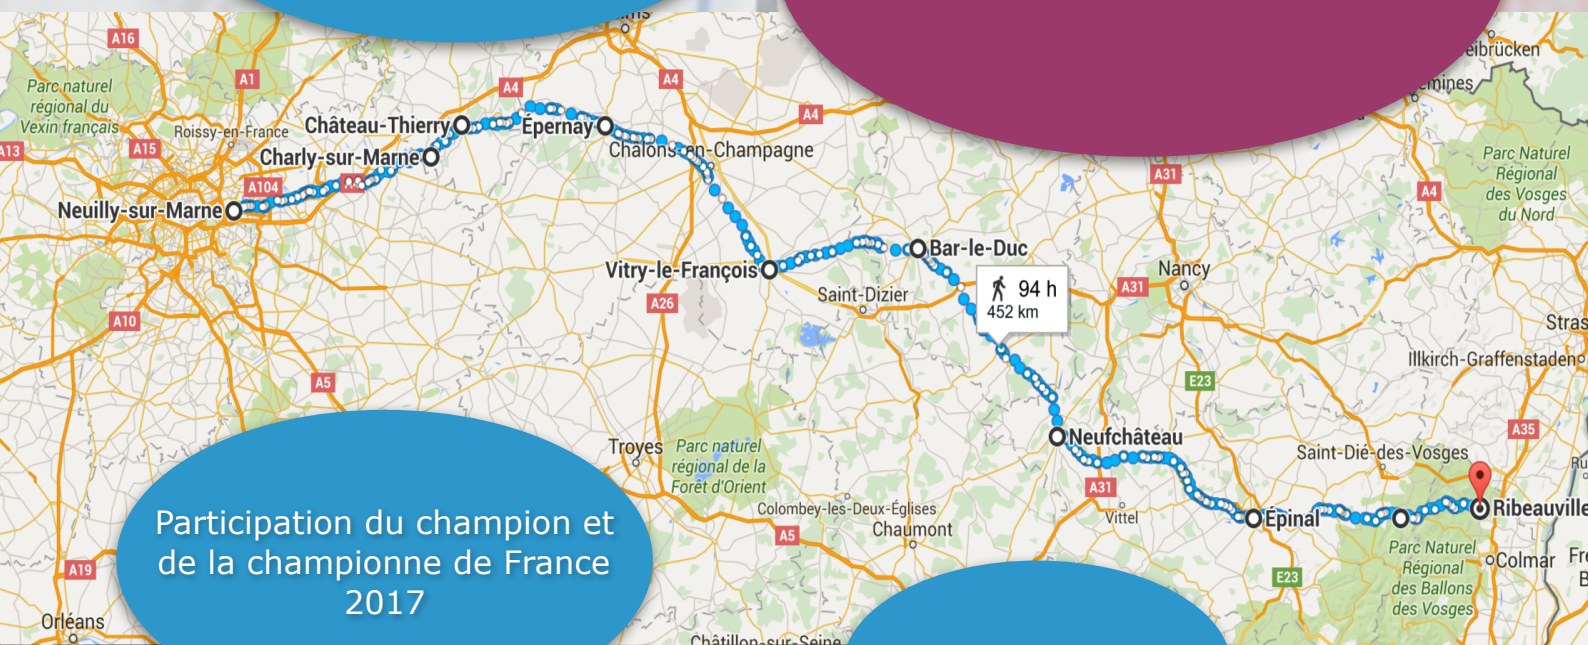 A16
A1
A4
A4
A4
Parc naturel
régional du
Vexin français
Roissy-en-France
A13
A15
Château-Thierry
Épernay
Charly-sur-Marne
Châlons-en-Champagne
A104
Neuilly-sur-Marne
A31
A4
Parc Naturel
Régional
des Vosges
du Nord
Vitry-le-François
Bar-le-Duc
94 h
452 km
Nancy
A31
Saint-Dizier
A26
A10
A5
Illkirch-Graffenstaden
E23
Troyes
Parc naturel
régional de la
Forêt d'Orient
Neufchâteau
A35
Saint-Dié-des-Vosges
A31
Vittel
Colombey-les-Deux-Églises
Chaumont
A5
Épinal
Ribeauville
Parc Naturel
Régional
des Ballons
des Vosges
Colmar
E23
Participation du champion et
de la championne de France
2017
A19
Orléans
Châtillon-sur-Seine